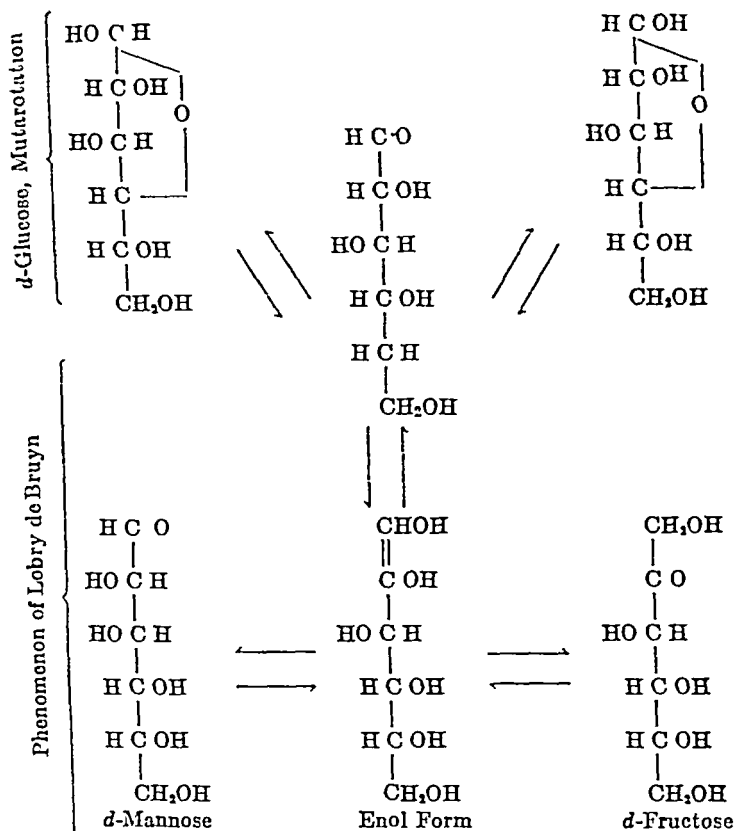 d-Glucose, Mutarotation
HO C H
H C OH
O
HO C H
H C
H C OH
CH₂OH
H C·O
H C OH
HO C H
H C OH
H C H
CH₂OH
H C OH
H C OH
O
HO C H
H C
H C OH
CH₂OH
Phenomenon of Lobry de Bruyn
H C O
HO C H
HO C H
H C OH
H C OH
CH₂OH
d-Mannose
CHOH
C OH
HO C H
H C OH
H C OH
CH₂OH
Enol Form
CH₂OH
C O
HO C H
H C OH
H C OH
CH₂OH
d-Fructose